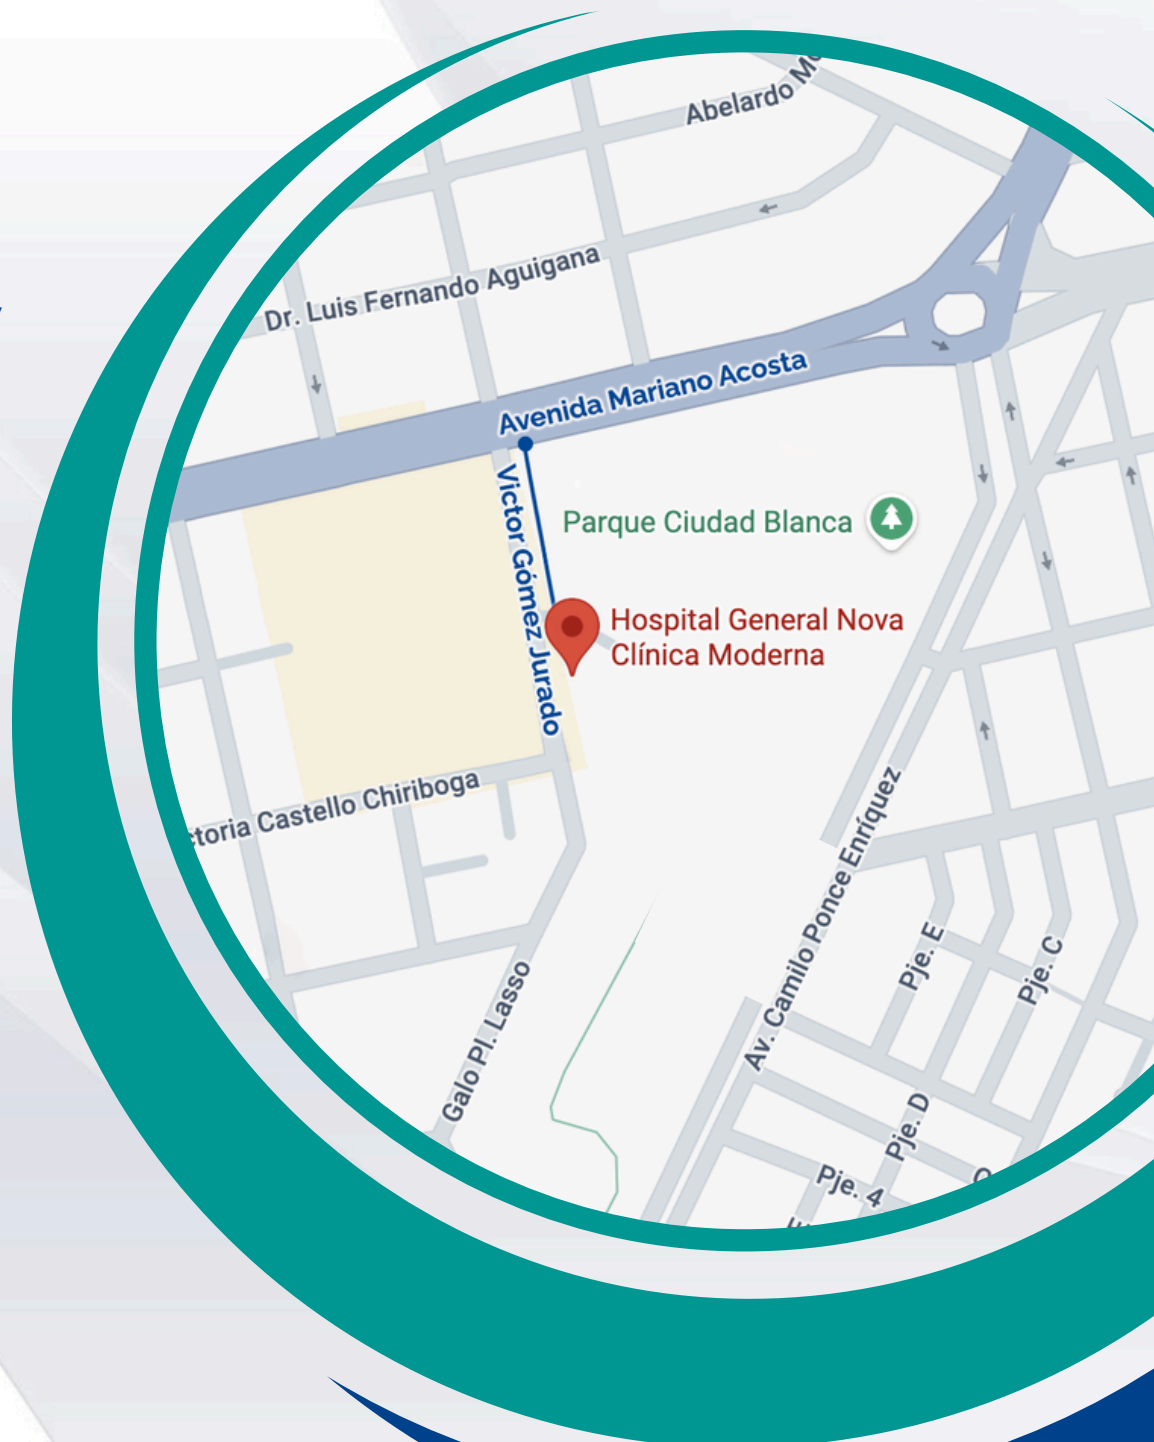 Abelardo
Dr. Luis Fernando Aguigana
Avenida Mariano Acosta
Victor Gómez Jurado
Parque Ciudad Blanca
Hospital General Nova
Clínica Moderna
Castello Chiriboga
Av. Camilo Ponce Enríquez
Pje. E
Pje. C
Galo Pl. Lasso
Pje. D
Pje. 4